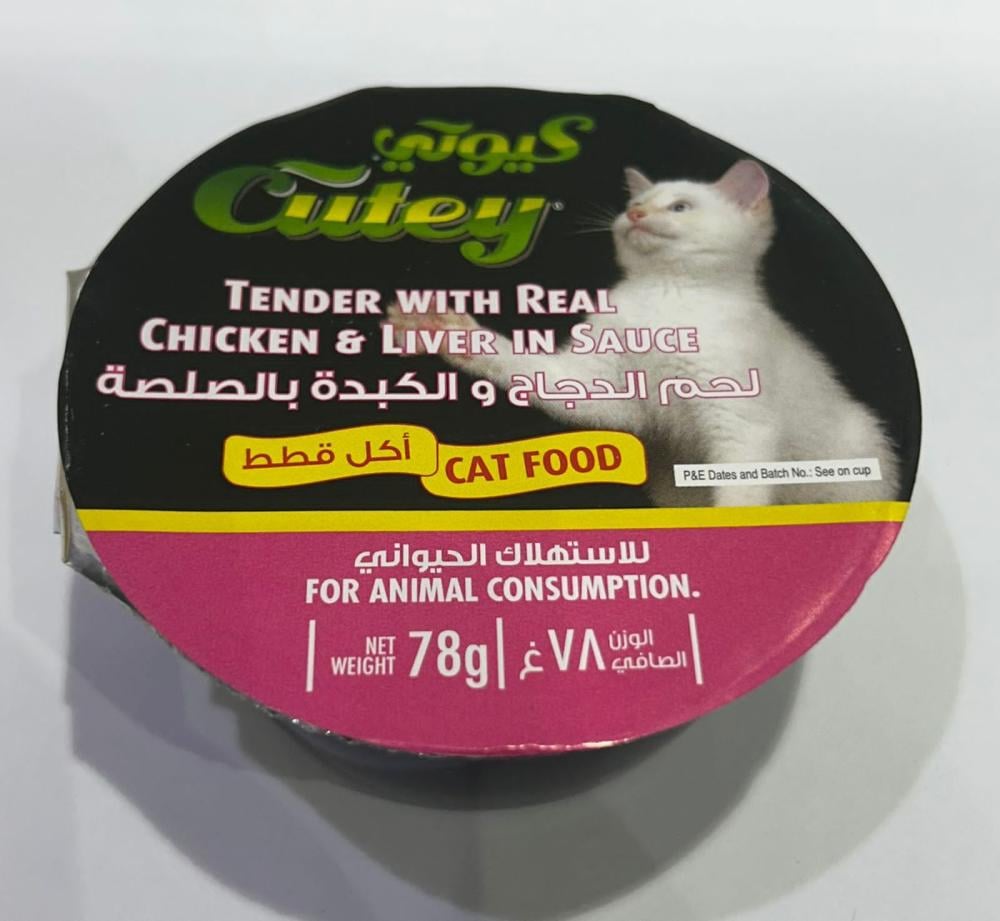 كيوتي
Cutey
TENDER WITH REAL
CHICKEN & LIVER IN SAUCE
لحم الدجاج و الكبدة بالصلصة
أكل قطط
CAT FOOD
P&E Dates and Batch No.: See on cup
للاستهلاك الحيواني
FOR ANIMAL CONSUMPTION.
NET WEIGHT 78g
الوزن الصافي ٧٨ غ